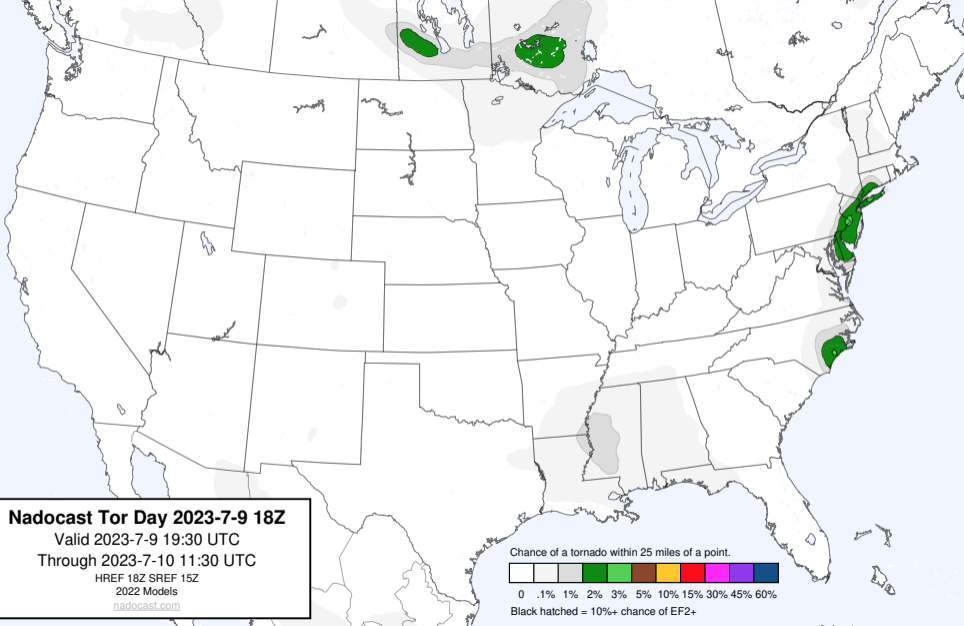 Nadocast Tor Day 2023-7-9 18Z
Valid 2023-7-9 19:30 UTC
Through 2023-7-10 11:30 UTC
HREF 18Z SREF 15Z
2022 Models
nadocast.com
Chance of a tornado within 25 miles of a point.
0 .1% 1% 2% 3% 5% 10% 15% 30% 45% 60%
Black hatched = 10%+ chance of EF2+